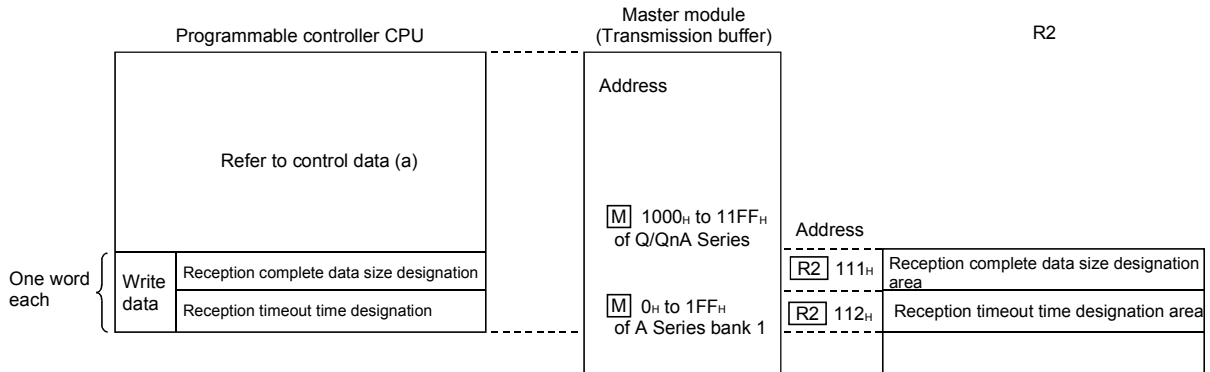 Programmable controller CPU
Master module
(Transmission buffer)
R2
Address
Refer to control data (a)
M 1000H to 11FFH
of Q/QnA Series
Address
One word
each
Write
data
Reception complete data size designation
Reception timeout time designation
M 0H to 1FFH
of A Series bank 1
R2 111H
Reception complete data size designation
area
R2 112H
Reception timeout time designation area